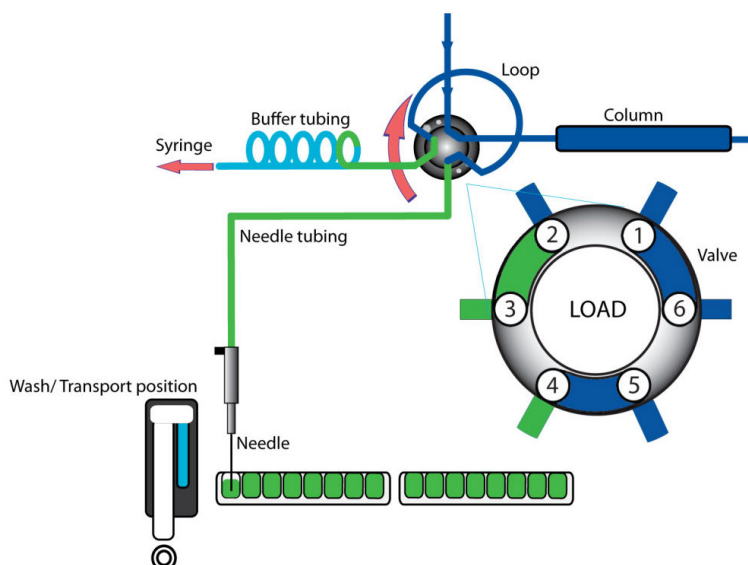 Loop
Buffer tubing
Column
Syringe
Needle tubing
2
1
Valve
3
LOAD
6
4
5
Wash/ Transport position
Needle